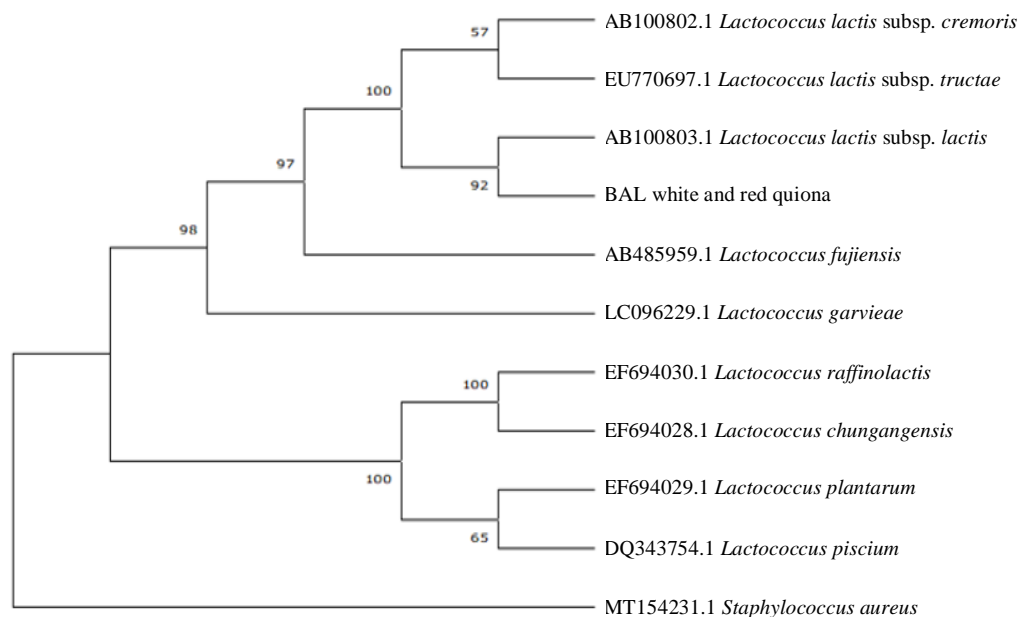 AB100802.1 Lactococcus lactis subsp. cremoris
57
EU770697.1 Lactococcus lactis subsp. tructae
100
AB100803.1 Lactococcus lactis subsp. lactis
97
92
BAL white and red quiona
98
AB485959.1 Lactococcus fujiensis
LC096229.1 Lactococcus garvieae
EF694030.1 Lactococcus raffinolactis
100
EF694028.1 Lactococcus chungangensis
100
EF694029.1 Lactococcus plantarum
65
DQ343754.1 Lactococcus piscium
MT154231.1 Staphylococcus aureus